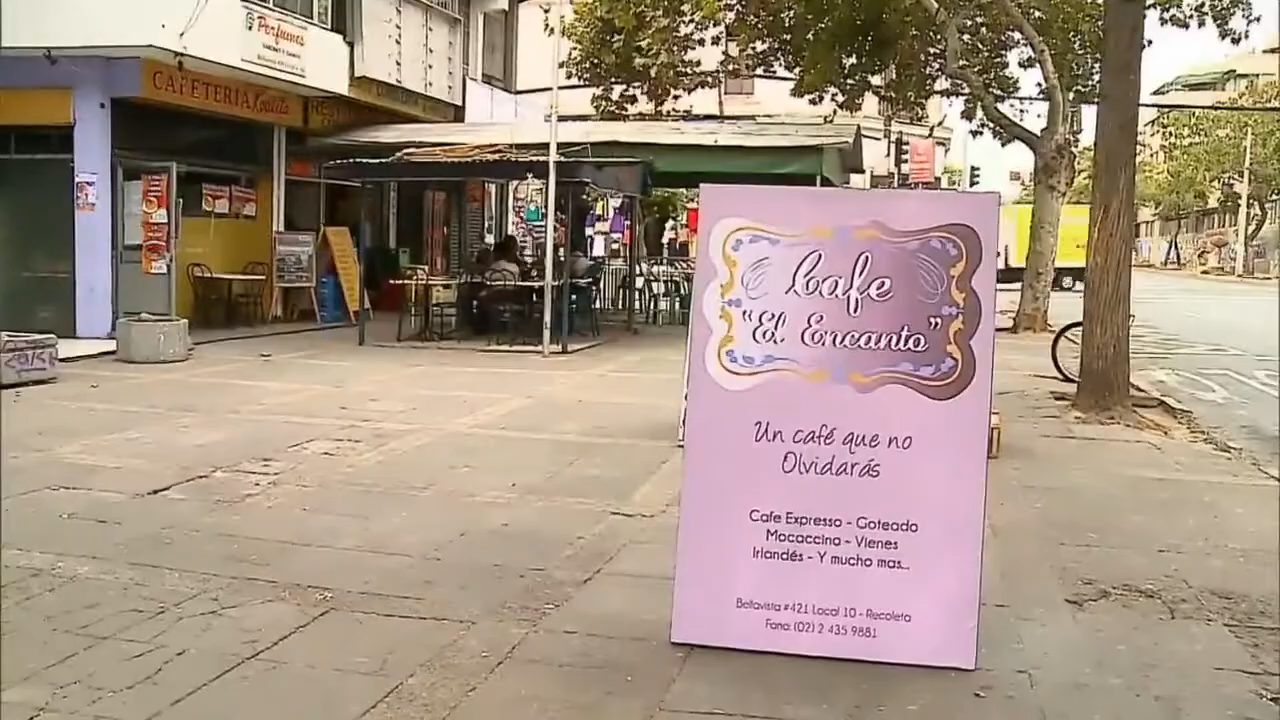 Perfumes
CAFETERIA Koquito
Cafe
"El Encanto"
Un café que no
Olvidarás
Cafe Expresso - Goteado
Mocaccino - Vienes
Irlandés - Y mucho mas...
Bellavista #421 Local 10 - Recoleta
Fono: (02) 2 435 9881